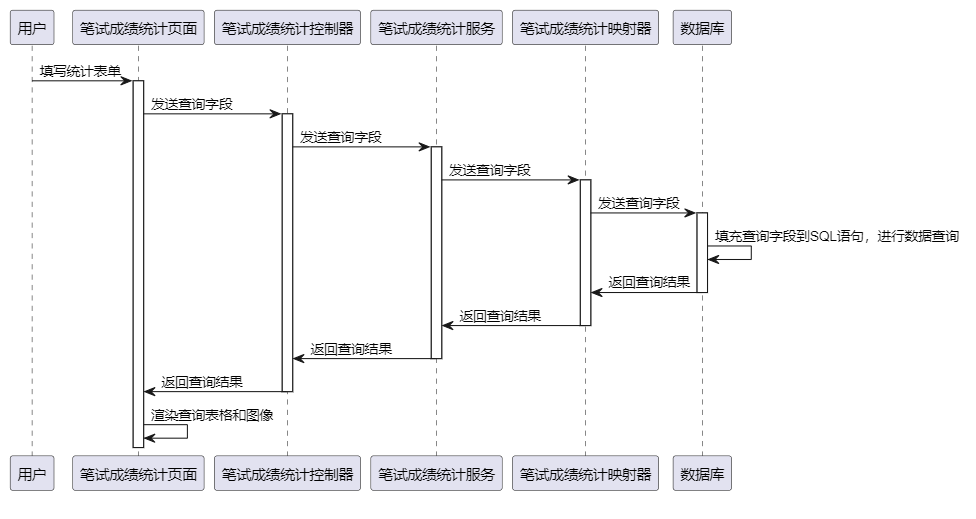 用户
笔试成绩统计页面
笔试成绩统计控制器
笔试成绩统计服务
笔试成绩统计映射器
数据库
填写统计表单
发送查询字段
发送查询字段
发送查询字段
发送查询字段
填充查询字段到SQL语句，进行数据查询
返回查询结果
返回查询结果
返回查询结果
返回查询结果
渲染查询表格和图像
用户
笔试成绩统计页面
笔试成绩统计控制器
笔试成绩统计服务
笔试成绩统计映射器
数据库